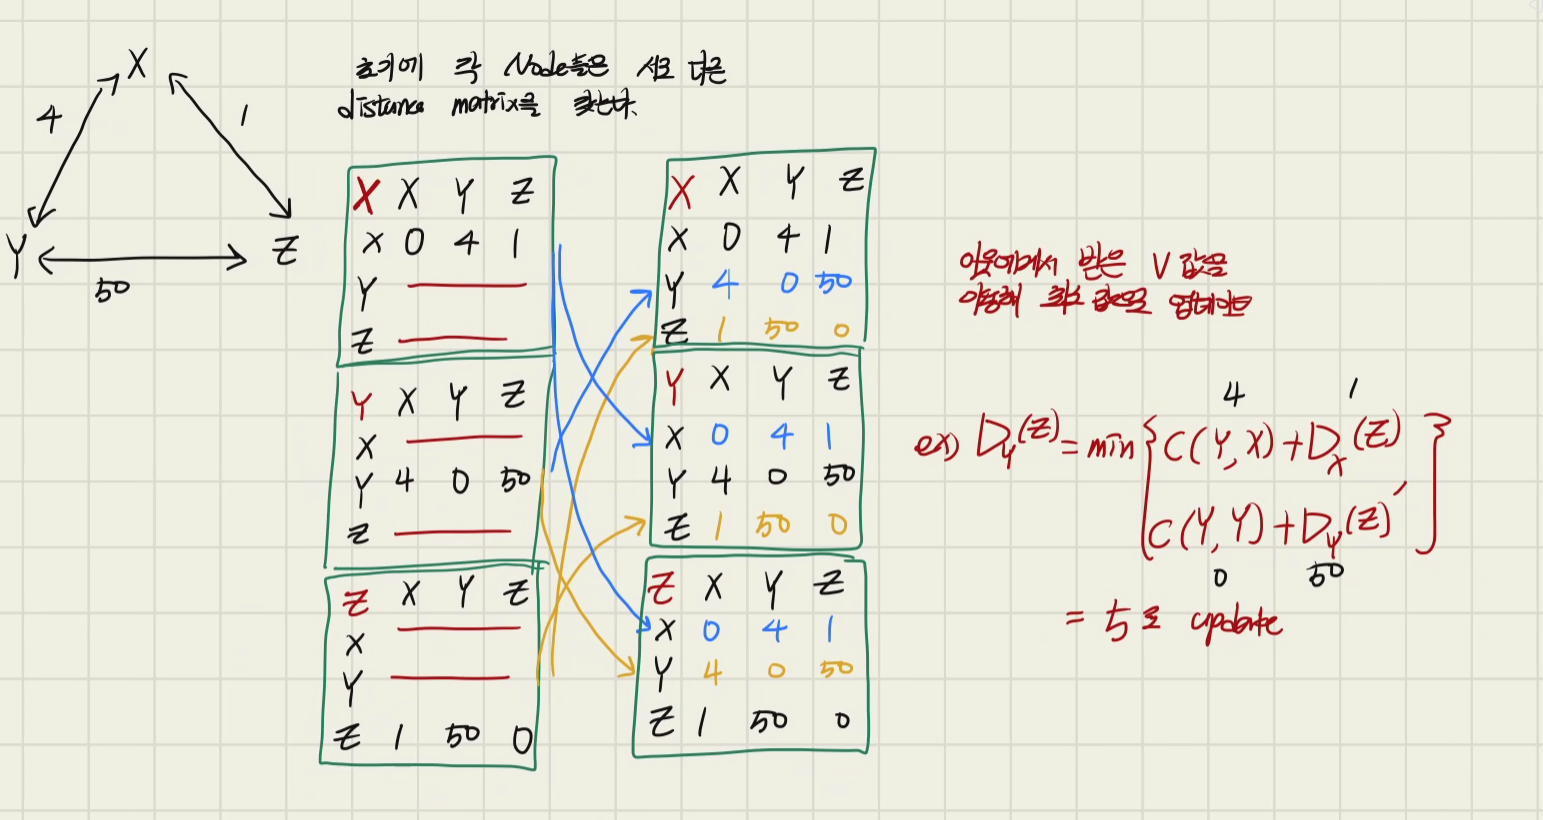 X
4
1
Y
Z
50
초기에 각 Node들은 서로 다른
distance matrix를 갖는다.
X X Y Z
X 0 4 1
Y
Z
Y X Y Z
X
Y 4 0 50
Z
Z X Y Z
X
Y
Z 1 50 0
X X Y Z
X 0 4 1
Y 4 0 50
Z 1 50 0
Y X Y Z
X 0 4 1
Y 4 0 50
Z 1 50 0
Z X Y Z
X 0 4 1
Y 4 0 50
Z 1 50 0
이웃에게서 받은 V값을
이용해 최소 값으로 업데이트
4 1
ex) D_Y(Z) = min { C(Y,X) + D_X(Z),
C(Y,Y) + D_Y(Z) }
0 50
= 5로 update